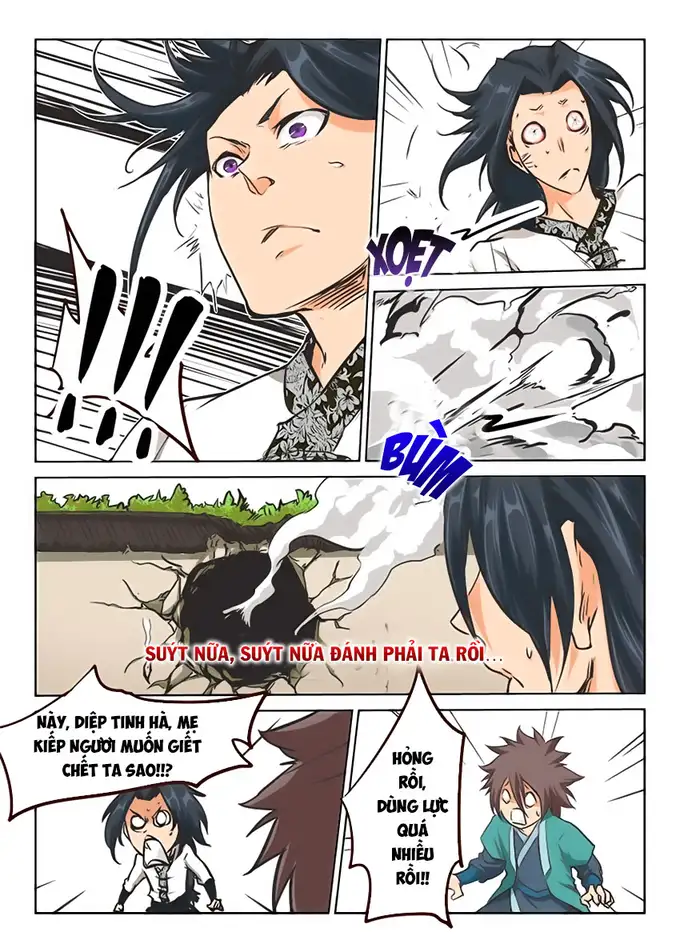 !!!
XOẸT
BÙM
SUÝT NỮA, SUÝT NỮA ĐÁNH PHẢI TA RỒI...
NÀY, DIỆP TINH HÀ, MẸ
KIẾP NGƯƠI MUỐN GIẾT
CHẾT TA SAO!!!?
HỎNG
RỒI,
DÙNG LỰC
QUÁ
NHIỀU
RỒI!!